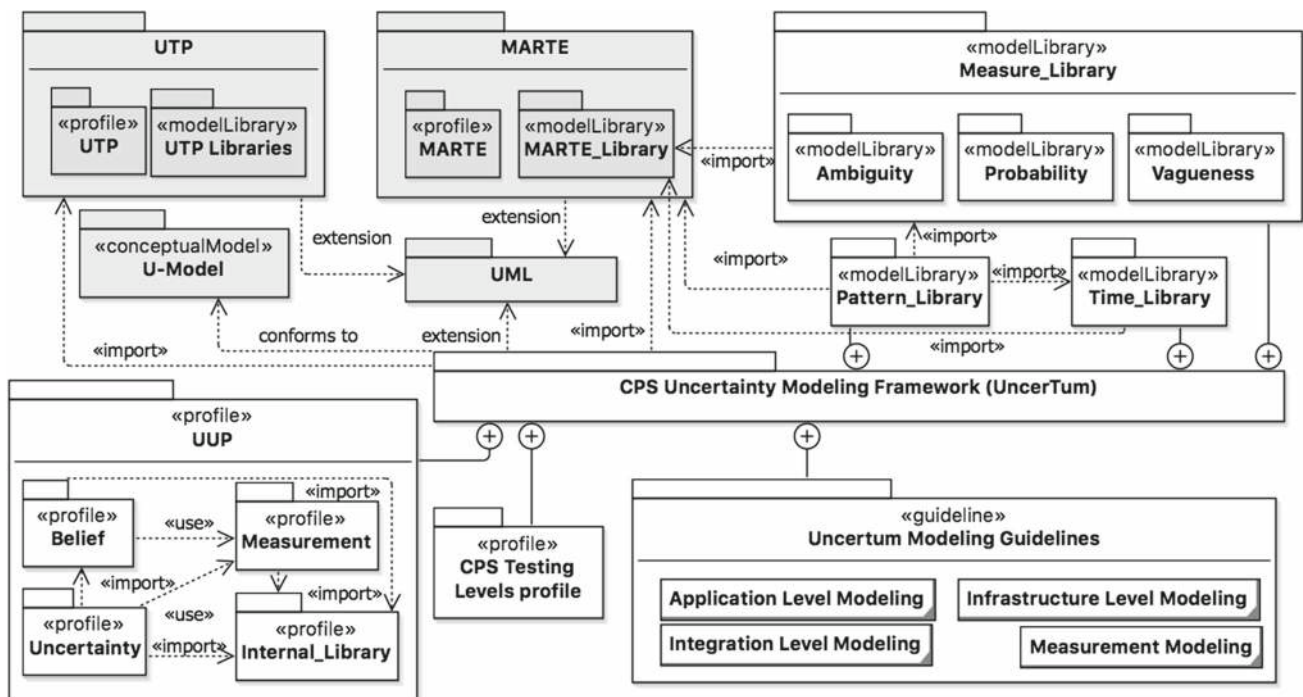 UTP
«profile»
UTP
«modelLibrary»
UTP Libraries
MARTE
«profile»
MARTE
«modelLibrary»
MARTE_Library
«import»
«modelLibrary»
Measure_Library
«modelLibrary»
Ambiguity
«modelLibrary»
Probability
«modelLibrary»
Vagueness
«conceptualModel»
U-Model
extension
extension
UML
«import»
«import»
«modelLibrary»
Pattern_Library
«import»
«modelLibrary»
Time_Library
«import»
conforms to
extension
«import»
«import»
CPS Uncertainty Modeling Framework (UncerTum)
«profile»
UUP
«import»
«profile»
Belief
«use»
«profile»
Measurement
«import»
«import»
«use»
«import»
«profile»
Uncertainty
«profile»
Internal_Library
«profile»
CPS Testing
Levels profile
«guideline»
Uncertum Modeling Guidelines
Application Level Modeling
Infrastructure Level Modeling
Integration Level Modeling
Measurement Modeling